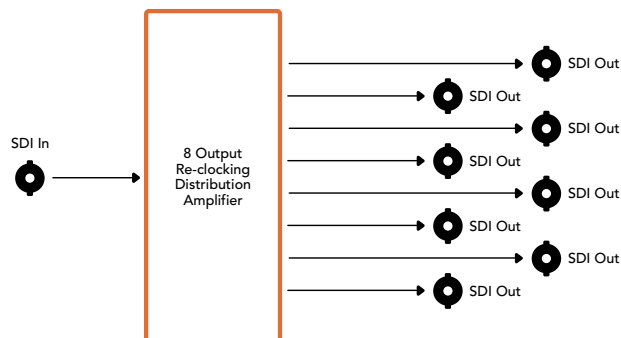 SDI In
8 Output
Re-clocking
Distribution
Amplifier
SDI Out
SDI Out
SDI Out
SDI Out
SDI Out
SDI Out
SDI Out
SDI Out